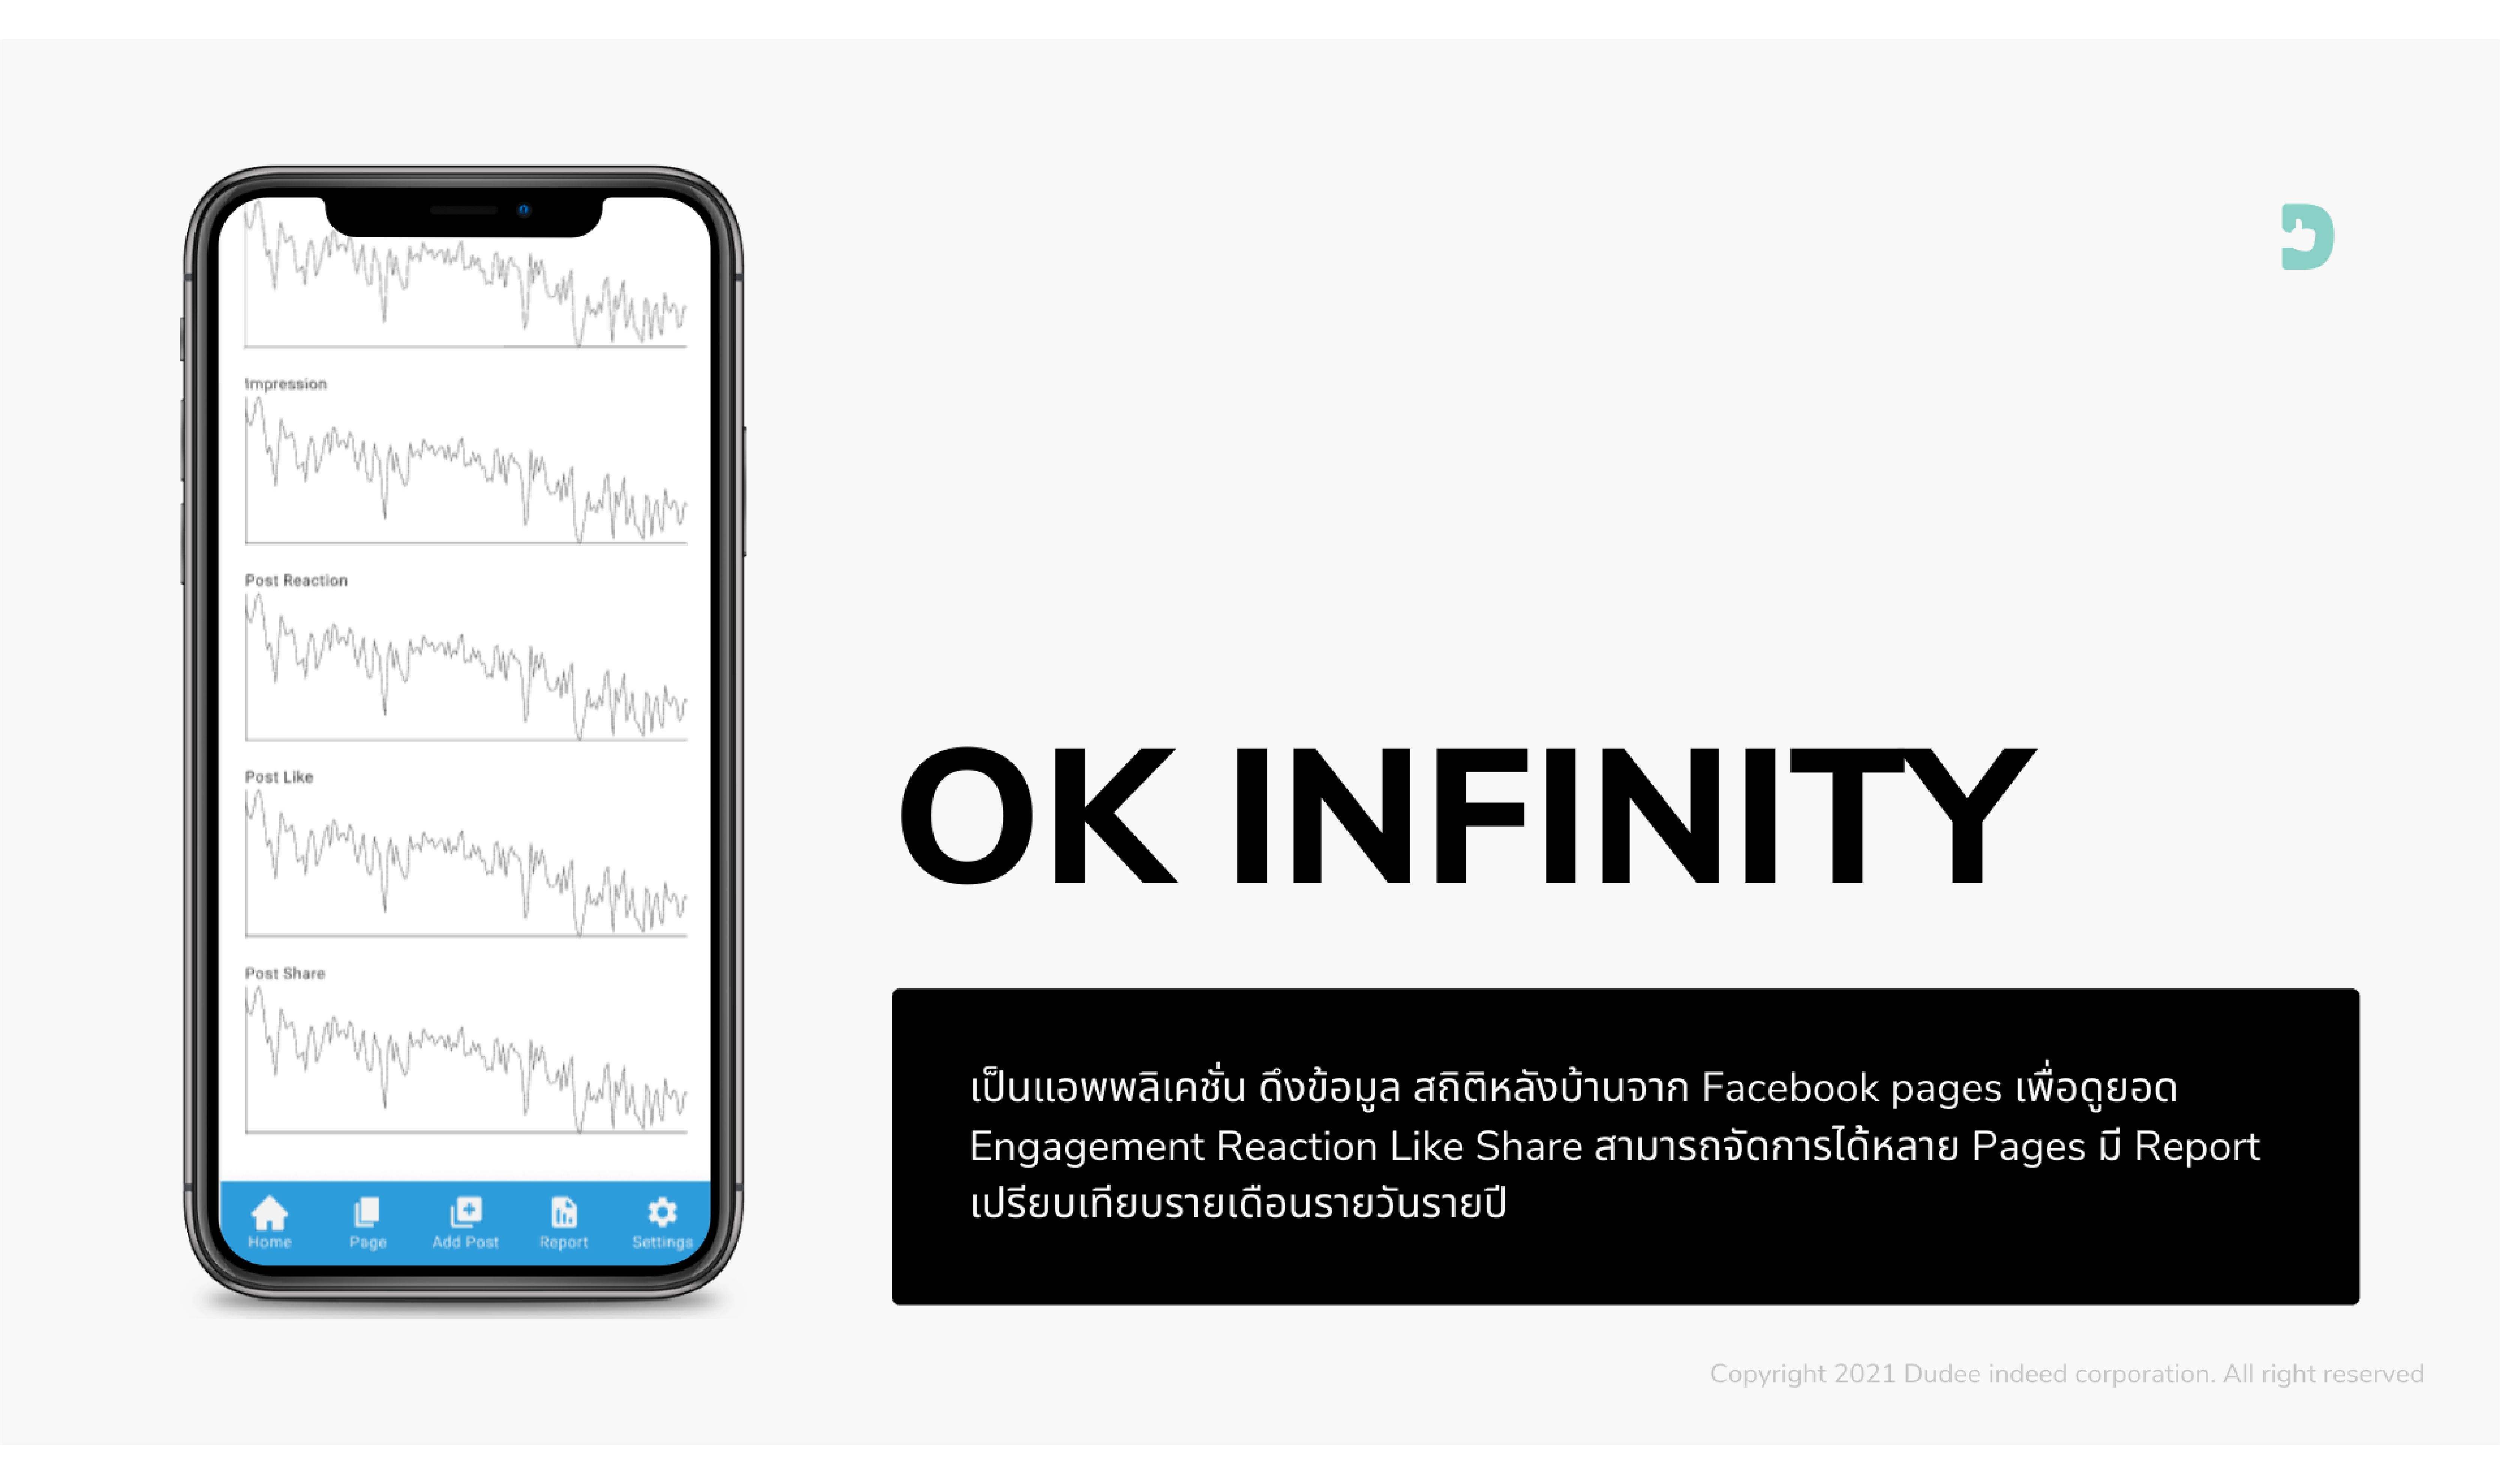 Impression
Post Reaction
Post Like
Post Share
Home
Page
Add Post
Report
Settings
OK INFINITY
เป็นแอพพลิเคชั่น ดึงข้อมูล สถิติหลังบ้านจาก Facebook pages เพื่อดูยอด
Engagement Reaction Like Share สามารถจัดการได้หลาย Pages มี Report
เปรียบเทียบรายเดือนรายวันรายปี
Copyright 2021 Dudee indeed corporation. All right reserved